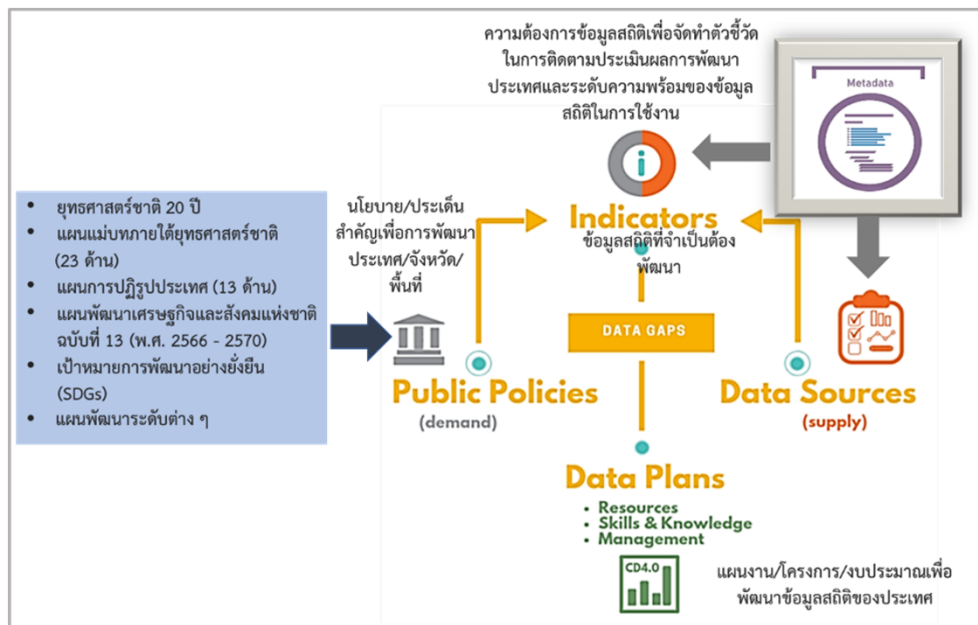 ความต้องการข้อมูลสถิติเพื่อจัดทำตัวชี้วัด
ในการติดตามประเมินผลการพัฒนา
ประเทศและระดับความพร้อมของข้อมูล
สถิติในการใช้งาน
Metadata
i
Indicators
ข้อมูลสถิติที่จำเป็นต้อง
พัฒนา
• ยุทธศาสตร์ชาติ 20 ปี
• แผนแม่บทภายใต้ยุทธศาสตร์ชาติ
(23 ด้าน)
• แผนการปฏิรูปประเทศ (13 ด้าน)
• แผนพัฒนาเศรษฐกิจและสังคมแห่งชาติ
ฉบับที่ 13 (พ.ศ. 2566 - 2570)
• เป้าหมายการพัฒนาอย่างยั่งยืน
(SDGs)
• แผนพัฒนาระดับต่าง ๆ
นโยบาย/ประเด็น
สำคัญเพื่อการพัฒนา
ประเทศ/จังหวัด/
พื้นที่
DATA GAPS
Public Policies
(demand)
Data Sources
(supply)
Data Plans
• Resources
• Skills & Knowledge
• Management
CD4.0
แผนงาน/โครงการ/งบประมาณเพื่อ
พัฒนาข้อมูลสถิติของประเทศ